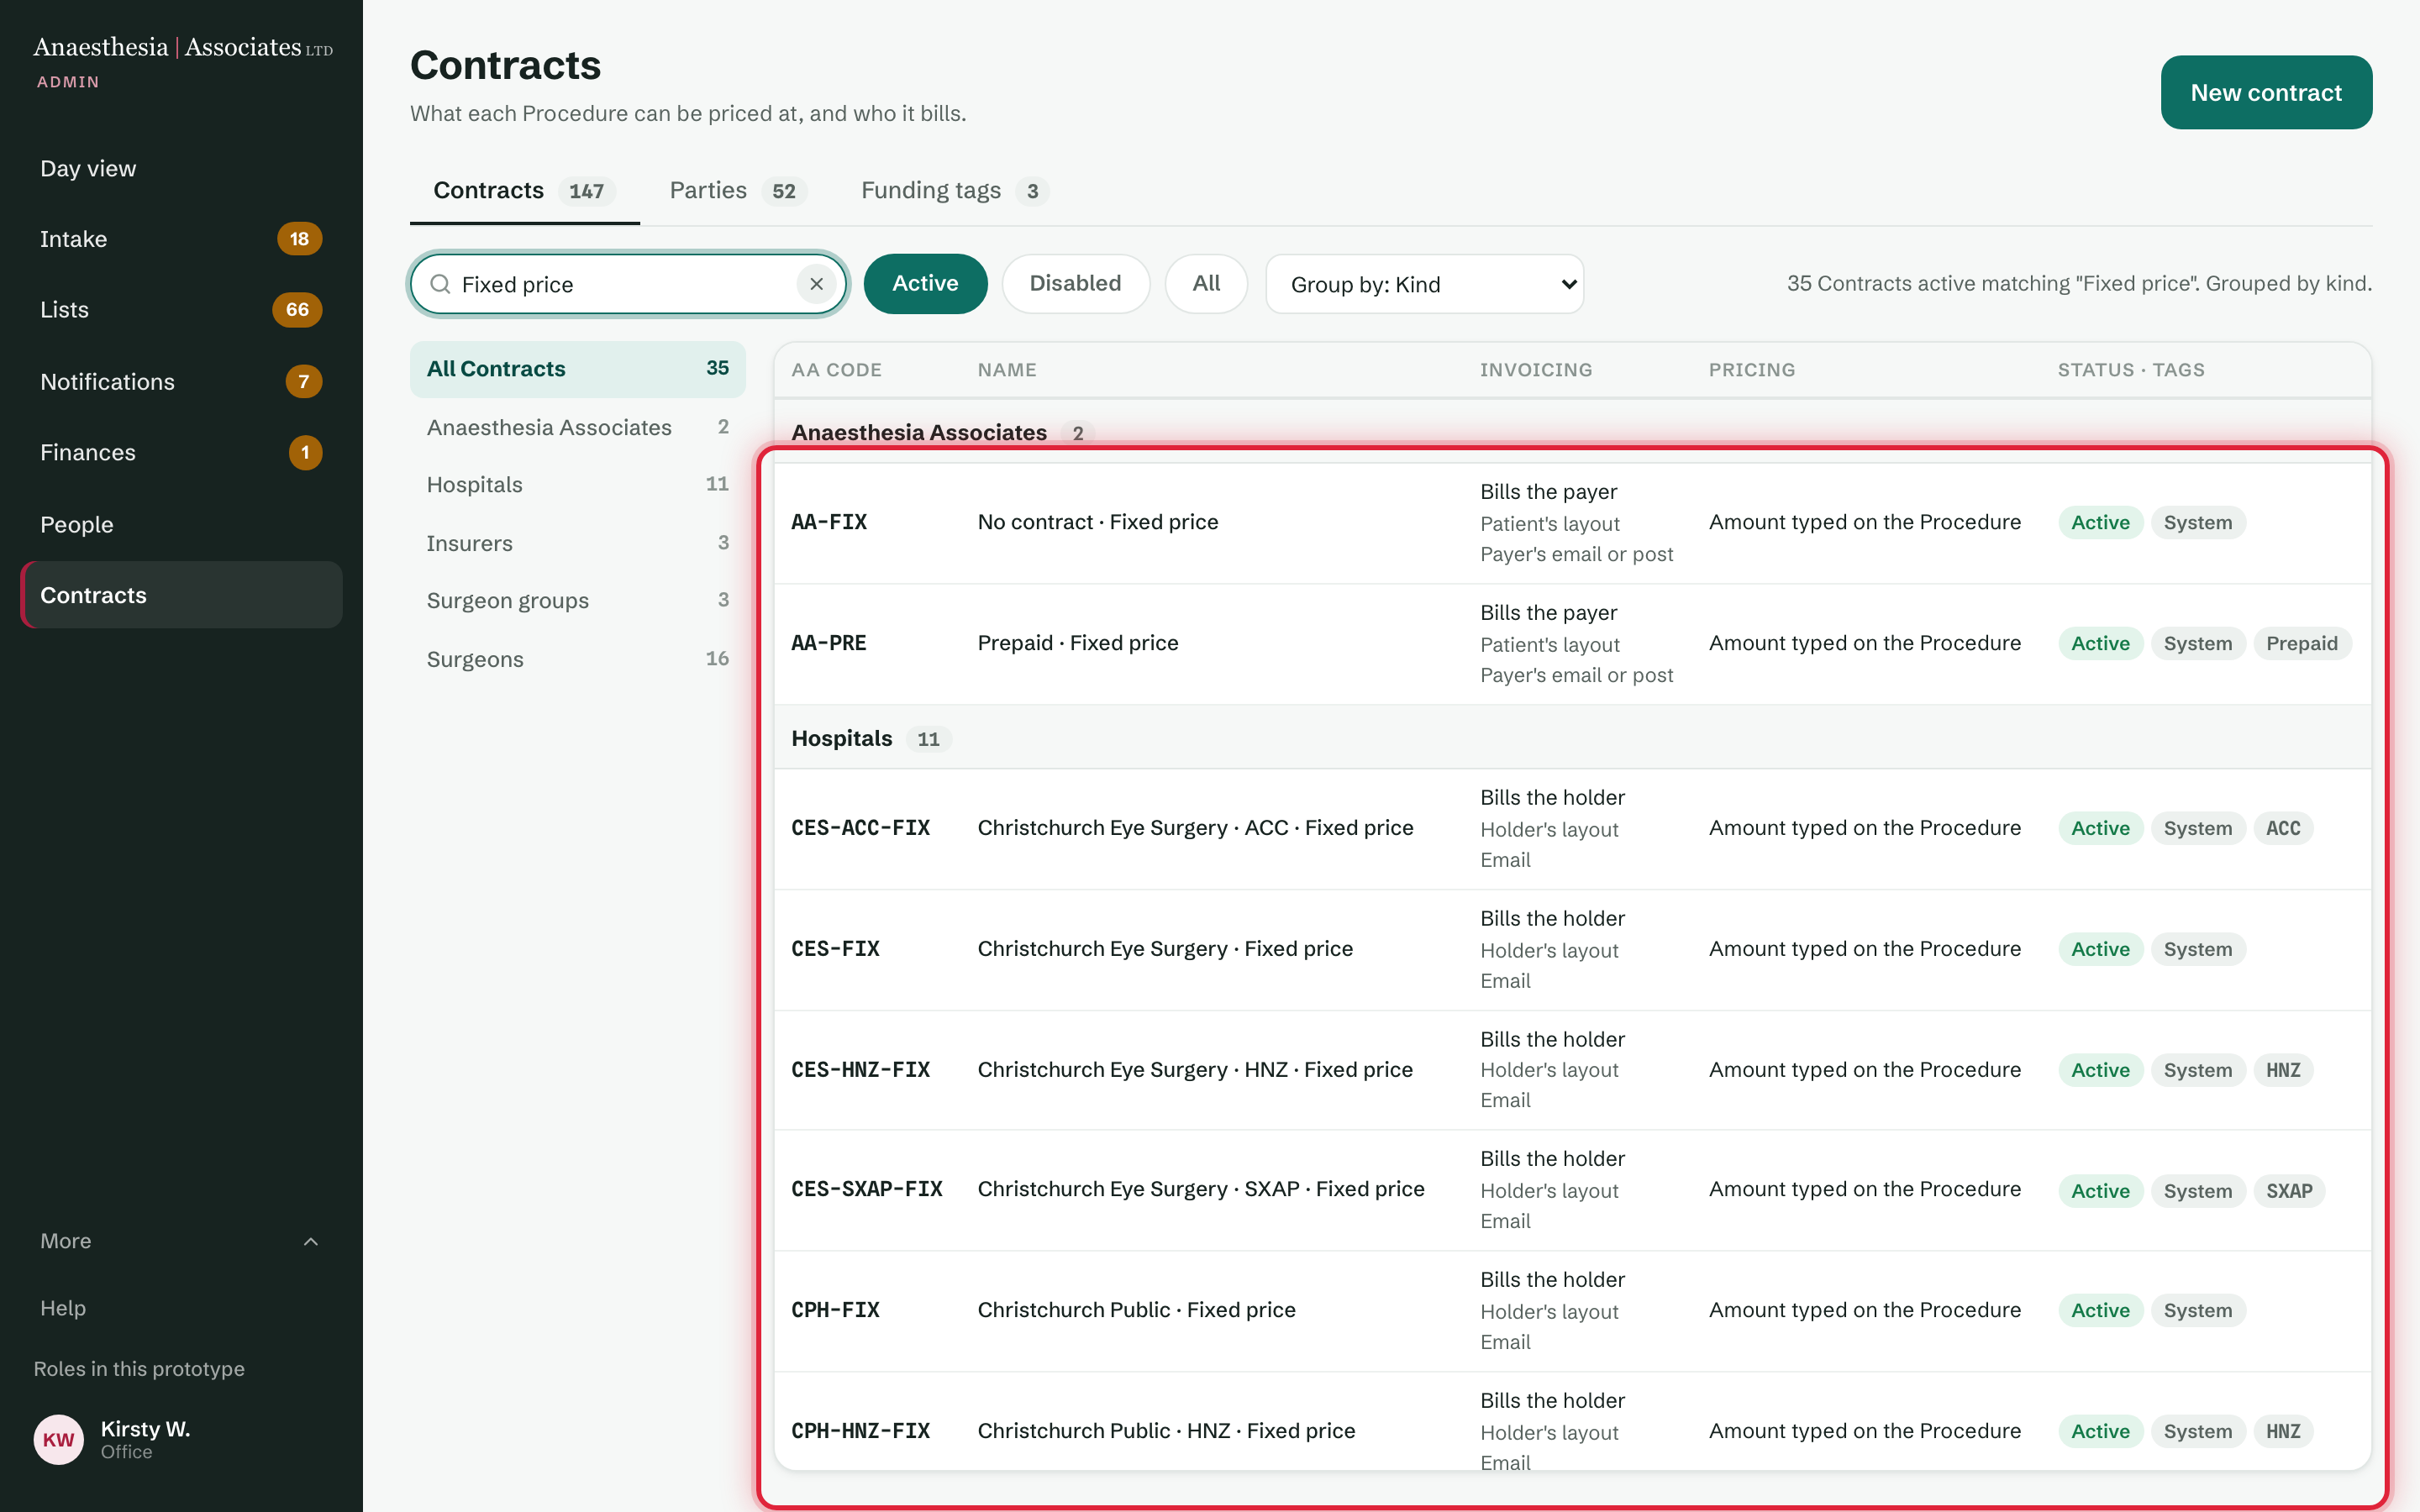 Anaesthesia | Associates LTD
ADMIN
Day view
Intake 18
Lists 66
Notifications 7
Finances 1
People
Contracts
More
Help
Roles in this prototype
KW
Kirsty W.
Office
Contracts
What each Procedure can be priced at, and who it bills.
New contract
Contracts 147 Parties 52 Funding tags 3
Fixed price
Active Disabled All Group by: Kind
35 Contracts active matching "Fixed price". Grouped by kind.
All Contracts 35
Anaesthesia Associates 2
Hospitals 11
Insurers 3
Surgeon groups 3
Surgeons 16
AA CODE NAME INVOICING PRICING STATUS · TAGS
Anaesthesia Associates 2
AA-FIX No contract · Fixed price Bills the payer Amount typed on the Procedure Active System
Patient's layout
Payer's email or post
AA-PRE Prepaid · Fixed price Bills the payer Amount typed on the Procedure Active System Prepaid
Patient's layout
Payer's email or post
Hospitals 11
CES-ACC-FIX Christchurch Eye Surgery · ACC · Fixed price Bills the holder Amount typed on the Procedure Active System ACC
Holder's layout
Email
CES-FIX Christchurch Eye Surgery · Fixed price Bills the holder Amount typed on the Procedure Active System
Holder's layout
Email
CES-HNZ-FIX Christchurch Eye Surgery · HNZ · Fixed price Bills the holder Amount typed on the Procedure Active System HNZ
Holder's layout
Email
CES-SXAP-FIX Christchurch Eye Surgery · SXAP · Fixed price Bills the holder Amount typed on the Procedure Active System SXAP
Holder's layout
Email
CPH-FIX Christchurch Public · Fixed price Bills the holder Amount typed on the Procedure Active System
Holder's layout
Email
CPH-HNZ-FIX Christchurch Public · HNZ · Fixed price Bills the holder Amount typed on the Procedure Active System HNZ
Holder's layout
Email